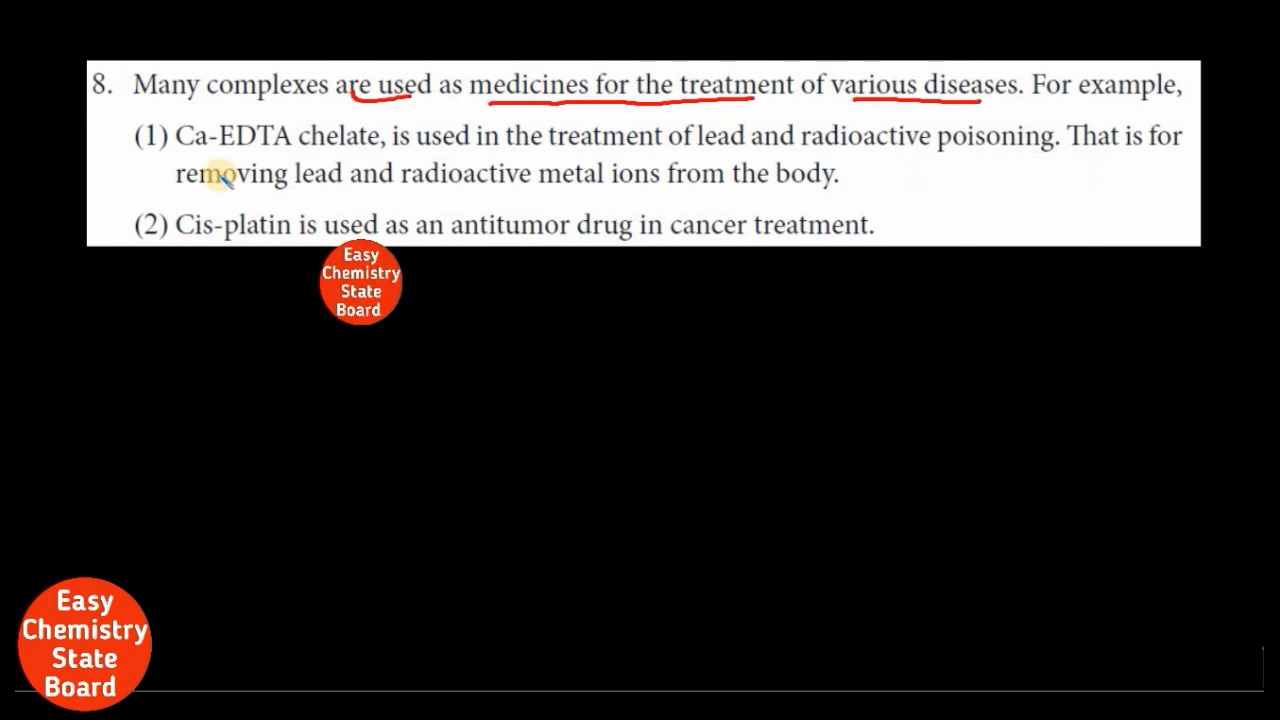 8. Many complexes are used as medicines for the treatment of various diseases. For example,
(1) Ca-EDTA chelate, is used in the treatment of lead and radioactive poisoning. That is for
removing lead and radioactive metal ions from the body.
(2) Cis-platin is used as an antitumor drug in cancer treatment.
Easy
Chemistry
State
Board
Easy
Chemistry
State
Board